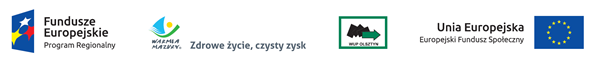 Fundusze
Europejskie
Program Regionalny
WARMIA
MAZURY
Zdrowe życie, czysty zysk
WUP OLSZTYN
Unia Europejska
Europejski Fundusz Społeczny